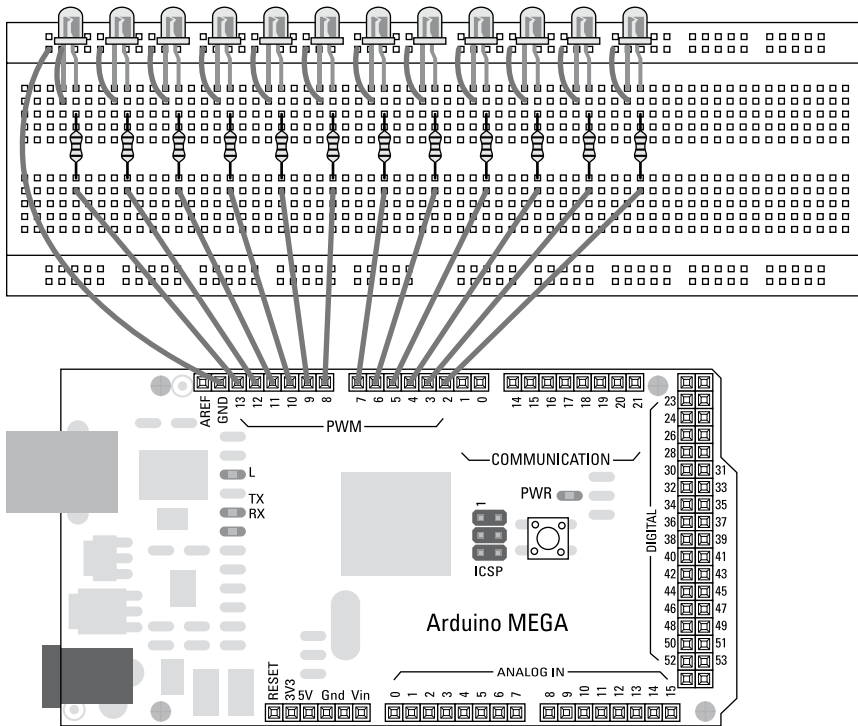 AREF GND 13 12 11 10 9 8 7 6 5 4 3 2 1 0 14 15 16 17 18 19 20 21
PWM
COMMUNICATION
L
TX
RX
PWR
1
ICSP
23
24
26
28
30 31
32 33
34 35
36 37
38 39
40 41
42 43
44 45
46 47
48 49
50 51
52 53
DIGITAL
Arduino MEGA
ANALOG IN
RESET 3V3 5V Gnd Vin 0 1 2 3 4 5 6 7 8 9 10 11 12 13 14 15